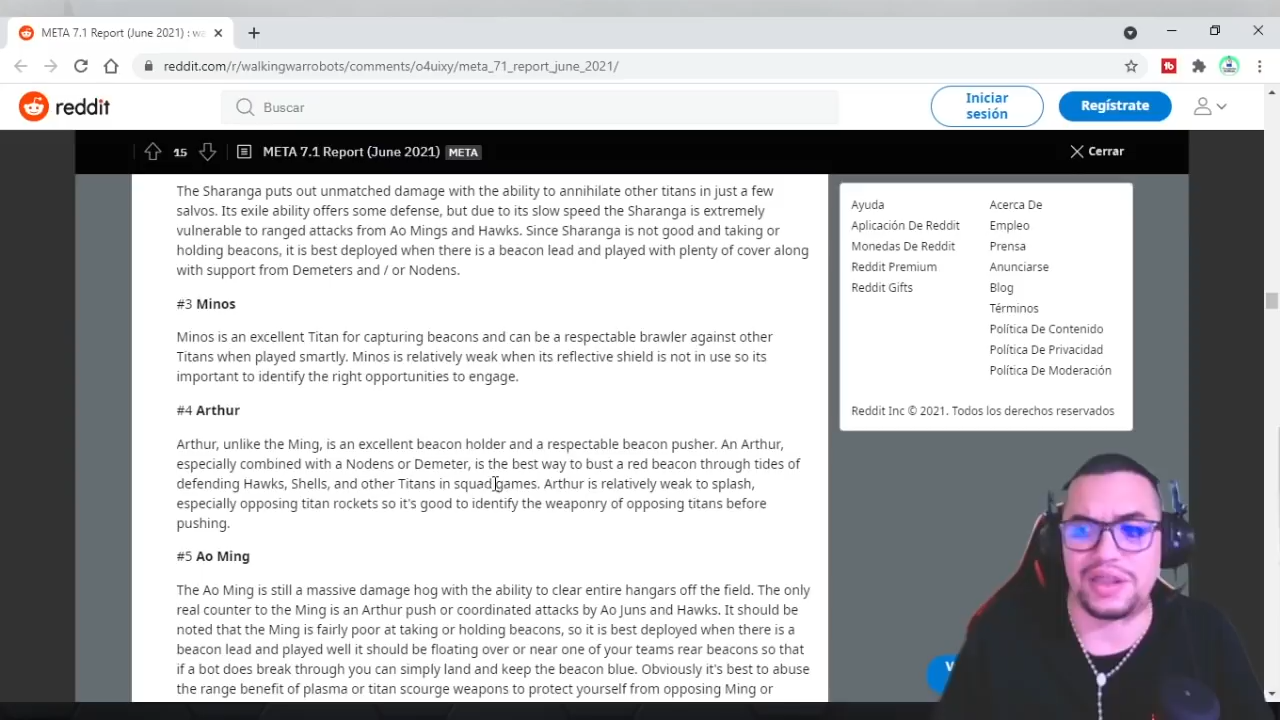 META 7.1 Report (June 2021) : wa
reddit.com/r/walkingwarrobots/comments/o4uixy/meta_71_report_june_2021/
reddit
Buscar
Iniciar
sesión
Regístrate
15
META 7.1 Report (June 2021) META
Cerrar
The Sharanga puts out unmatched damage with the ability to annihilate other titans in just a few
salvos. Its exile ability offers some defense, but due to its slow speed the Sharanga is extremely
vulnerable to ranged attacks from Ao Mings and Hawks. Since Sharanga is not good and taking or
holding beacons, it is best deployed when there is a beacon lead and played with plenty of cover along
with support from Demeters and / or Nodens.
#3 Minos
Minos is an excellent Titan for capturing beacons and can be a respectable brawler against other
Titans when played smartly. Minos is relatively weak when its reflective shield is not in use so its
important to identify the right opportunities to engage.
#4 Arthur
Arthur, unlike the Ming, is an excellent beacon holder and a respectable beacon pusher. An Arthur,
especially combined with a Nodens or Demeter, is the best way to bust a red beacon through tides of
defending Hawks, Shells, and other Titans in squad games. Arthur is relatively weak to splash,
especially opposing titan rockets so it's good to identify the weaponry of opposing titans before
pushing.
#5 Ao Ming
The Ao Ming is still a massive damage hog with the ability to clear entire hangars off the field. The only
real counter to the Ming is an Arthur push or coordinated attacks by Ao Juns and Hawks. It should be
noted that the Ming is fairly poor at taking or holding beacons, so it is best deployed when there is a
beacon lead and played well it should be floating over or near one of your teams rear beacons so that
if a bot does break through you can simply land and keep the beacon blue. Obviously it's best to abuse
the range benefit of plasma or titan scourge weapons to protect yourself from opposing Ming or
Ayuda
Aplicación De Reddit
Monedas De Reddit
Reddit Premium
Reddit Gifts
Acerca De
Empleo
Prensa
Anunciarse
Blog
Términos
Política De Contenido
Política De Privacidad
Política De Moderación
Reddit Inc © 2021. Todos los derechos reservados
V